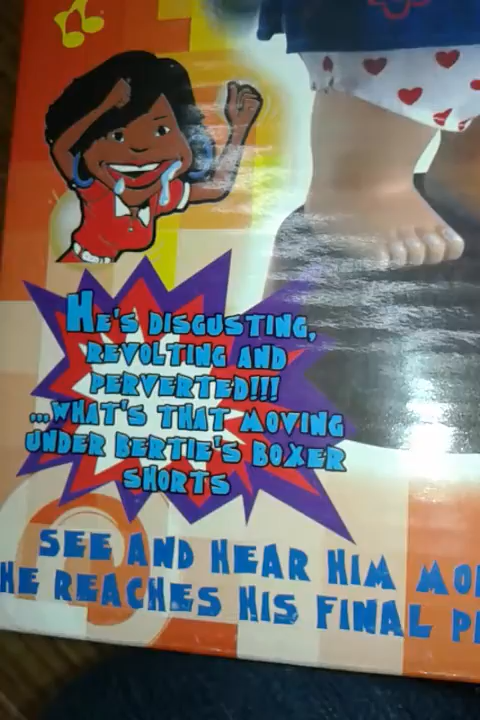 HE'S DISGUSTING,
REVOLTING AND
PERVERTED!!!
...WHAT'S THAT MOVING
UNDER BERTIE'S BOXER
SHORTS
SEE AND HEAR HIM
HE REACHES HIS FINAL